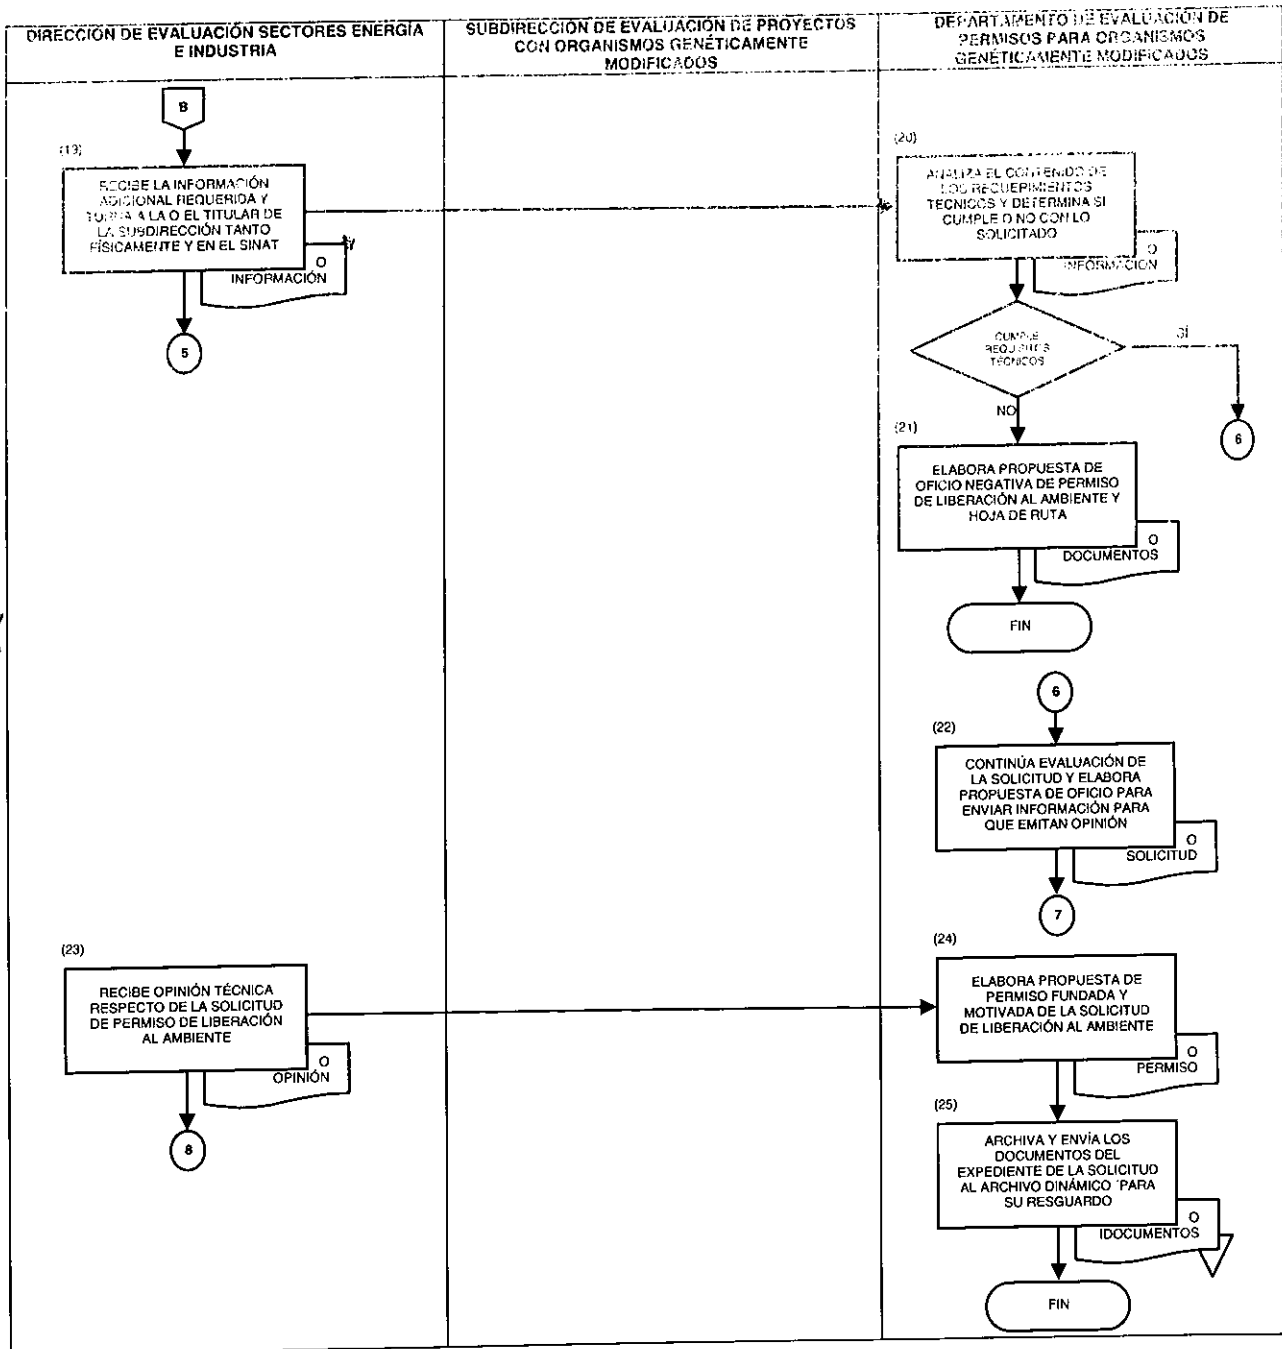 DIRECCIÓN DE EVALUACIÓN SECTORES ENERGÍA
E INDUSTRIA
SUBDIRECCIÓN DE EVALUACIÓN DE PROYECTOS
CON ORGANISMOS GENÉTICAMENTE
MODIFICADOS
DEPARTAMENTO DE EVALUACIÓN DE
PERMISOS PARA ORGANISMOS
GENÉTICAMENTE MODIFICADOS
B
(19)
RECIBE LA INFORMACIÓN
ADICIONAL REQUERIDA Y
TURNA A LA O EL TITULAR DE
LA SUBDIRECCIÓN TANTO
FÍSICAMENTE Y EN EL SINAT
O
INFORMACIÓN
5
(20)
ANALIZA EL CONTENIDO DE
LOS REQUERIMIENTOS
TÉCNICOS Y DETERMINA SI
CUMPLE O NO CON LO
SOLICITADO
O
INFORMACIÓN
CUMPLE
REQUISITOS
TÉCNICOS
SÍ
6
NO
(21)
ELABORA PROPUESTA DE
OFICIO NEGATIVA DE PERMISO
DE LIBERACIÓN AL AMBIENTE Y
HOJA DE RUTA
O
DOCUMENTOS
FIN
6
(22)
CONTINÚA EVALUACIÓN DE
LA SOLICITUD Y ELABORA
PROPUESTA DE OFICIO PARA
ENVIAR INFORMACIÓN PARA
QUE EMITAN OPINIÓN
O
SOLICITUD
7
(23)
RECIBE OPINIÓN TÉCNICA
RESPECTO DE LA SOLICITUD
DE PERMISO DE LIBERACIÓN
AL AMBIENTE
O
OPINIÓN
8
(24)
ELABORA PROPUESTA DE
PERMISO FUNDADA Y
MOTIVADA DE LA SOLICITUD
DE LIBERACIÓN AL AMBIENTE
O
PERMISO
(25)
ARCHIVA Y ENVÍA LOS
DOCUMENTOS DEL
EXPEDIENTE DE LA SOLICITUD
AL ARCHIVO DINÁMICO PARA
SU RESGUARDO
O
IDOCUMENTOS
FIN